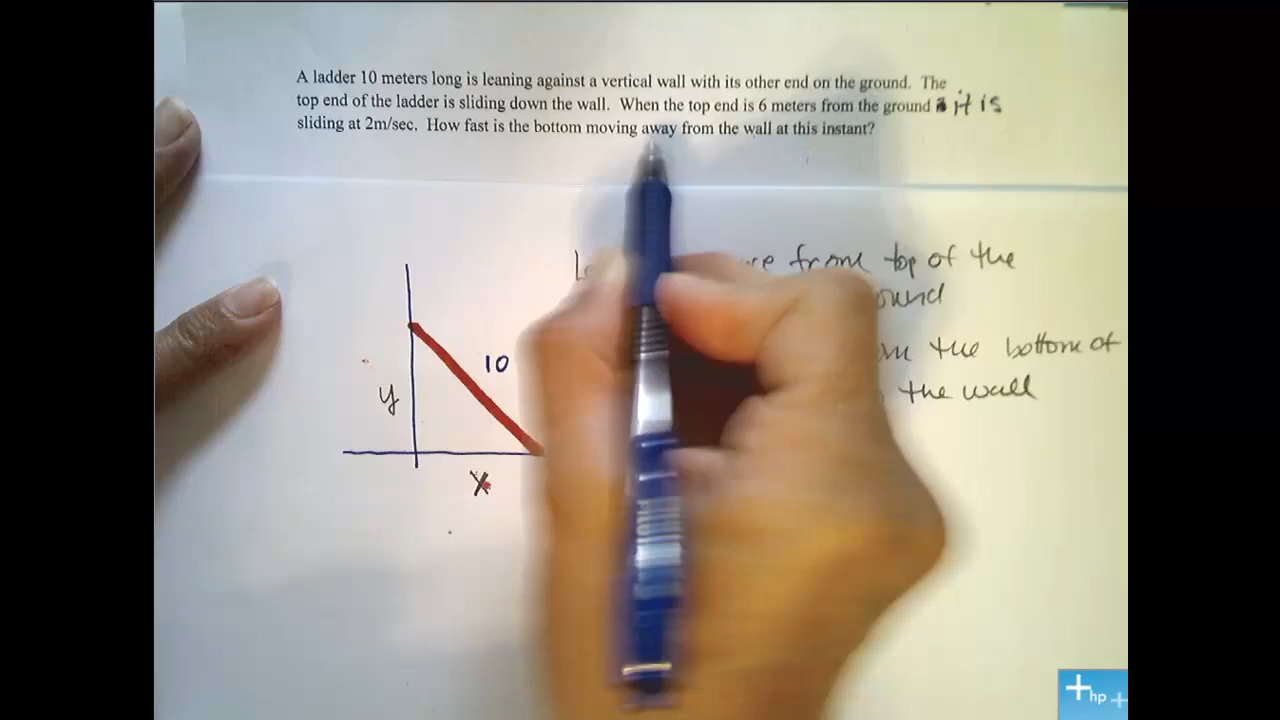 A ladder 10 meters long is leaning against a vertical wall with its other end on the ground. The
top end of the ladder is sliding down the wall. When the top end is 6 meters from the ground it is
sliding at 2m/sec. How fast is the bottom moving away from the wall at this instant?
from top of the
the bottom of
10
y
the wall
x
hp